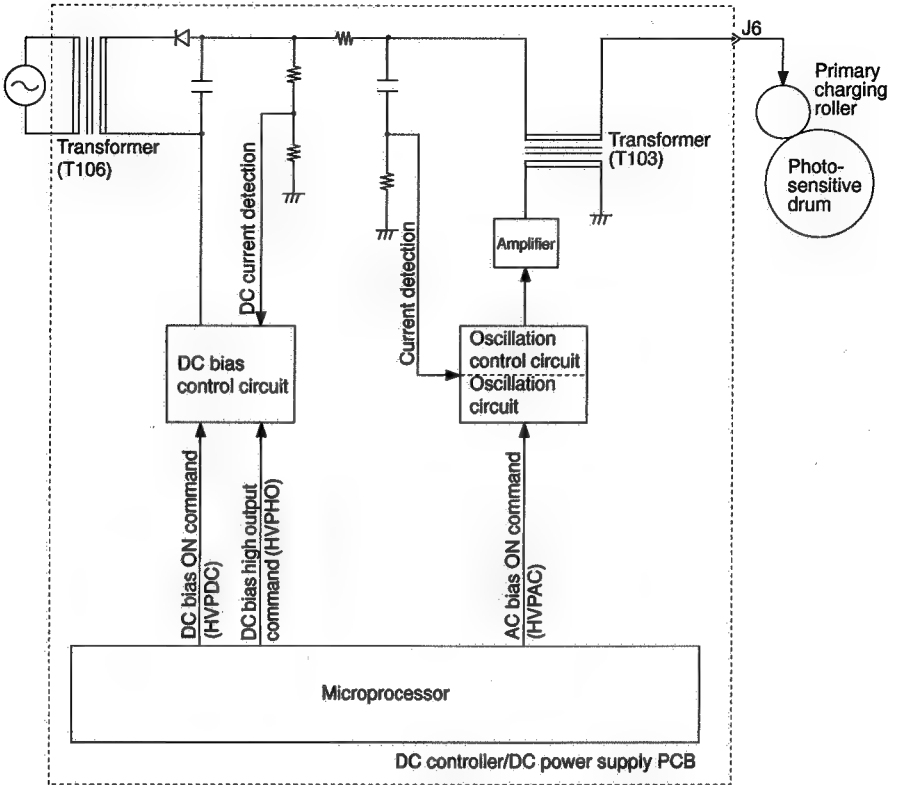 J6
Primary
charging
roller
Transformer
(T106)
Transformer
(T103)
Photo-
sensitive
drum
DC current detection
Current detection
Amplifier
DC bias
control circuit
Oscillation
control circuit
Oscillation
circuit
DC bias ON command
(HVPDC)
DC bias high output
command (HVPHO)
AC bias ON command
(HVPAC)
Microprocessor
DC controller/DC power supply PCB